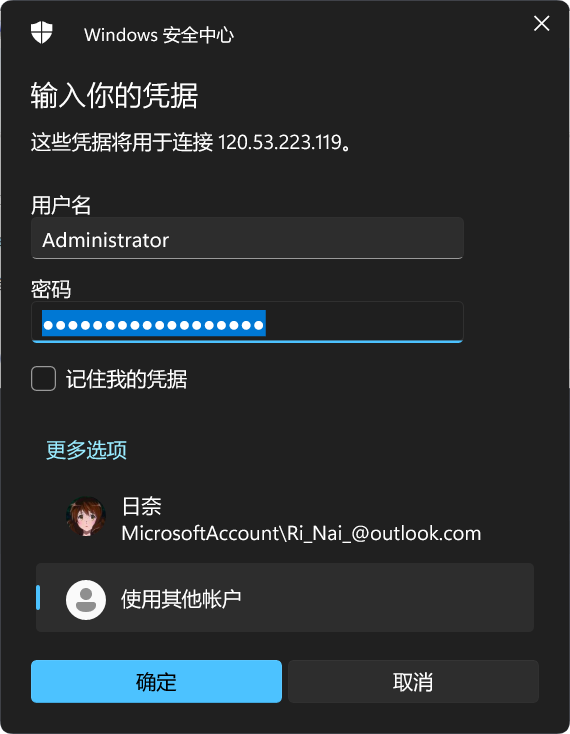 Windows 安全中心
输入你的凭据
这些凭据将用于连接 120.53.223.119。
用户名
Administrator
密码
●●●●●●●●●●●●●●●●●●
记住我的凭据
更多选项
日奈
MicrosoftAccount\Ri_Nai_@outlook.com
使用其他帐户
确定
取消